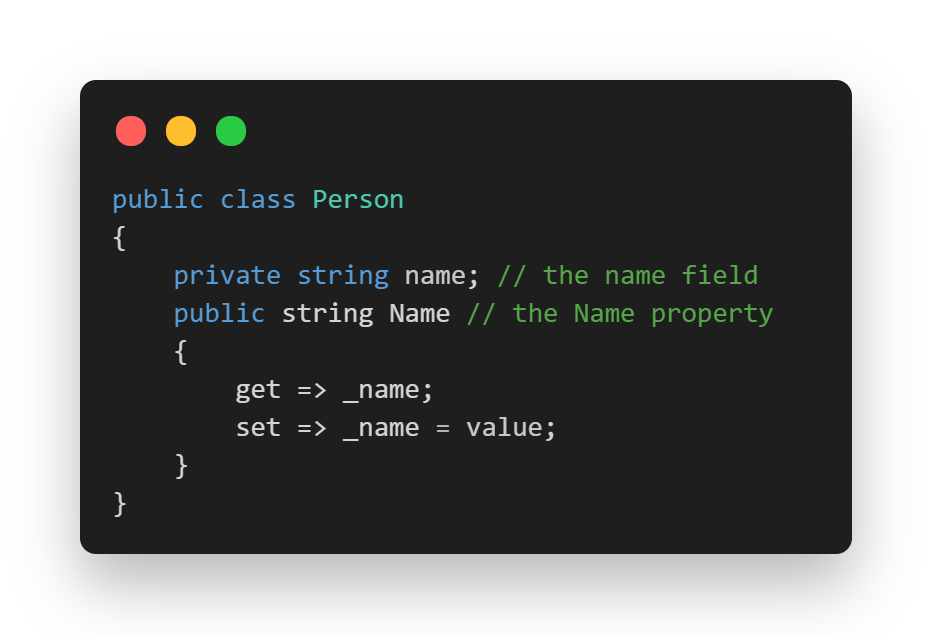 public class Person
{
    private string name; // the name field
    public string Name // the Name property
    {
        get => _name;
        set => _name = value;
    }
}